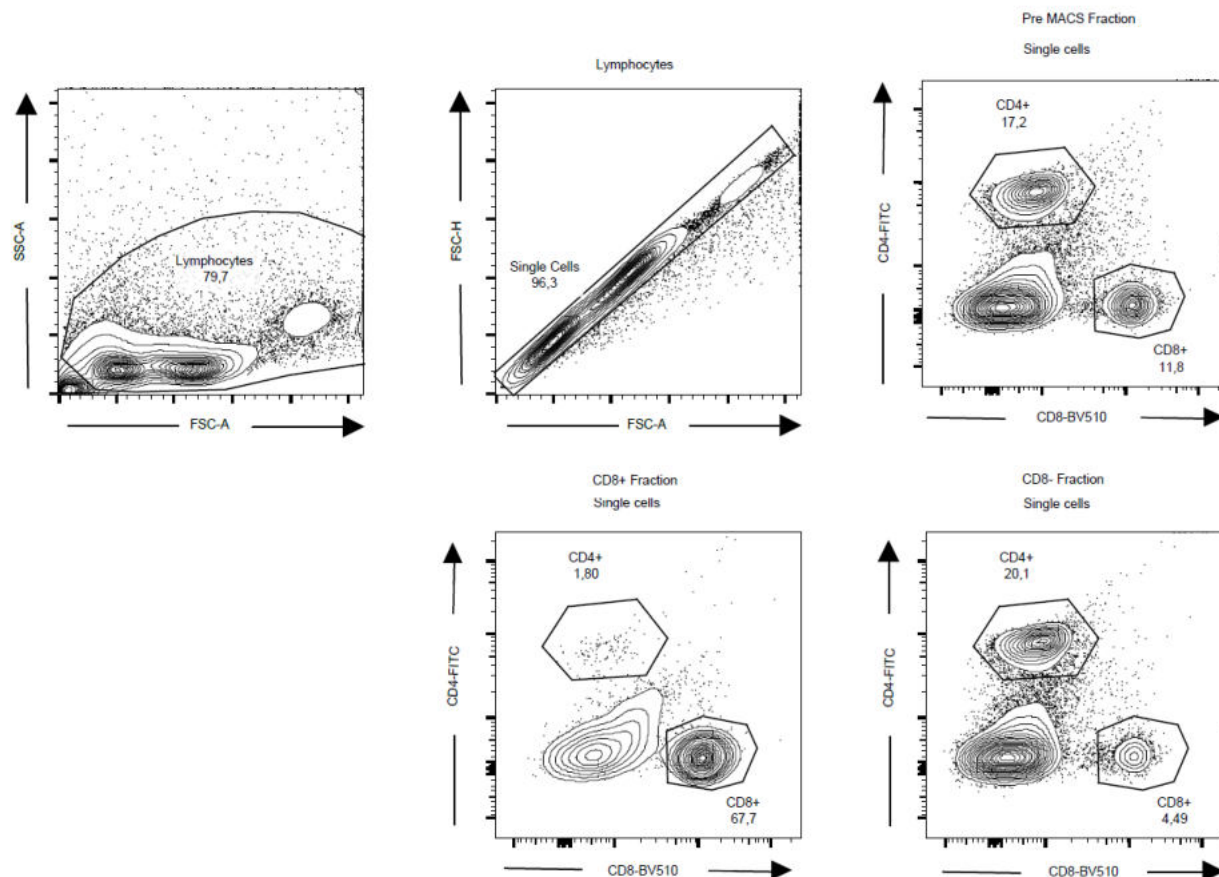 Pre MACS Fraction
Single cells
Lymphocytes
SSC-A
Lymphocytes
79,7
FSC-A
FSC-H
Single Cells
96,3
FSC-A
CD4-FITC
CD4+
17,2
CD8+
11,8
CD8-BV510
CD8+ Fraction
Single cells
CD4-FITC
CD4+
1,80
CD8+
67,7
CD8-BV510
CD8- Fraction
Single cells
CD4-FITC
CD4+
20,1
CD8+
4,49
CD8-BV510